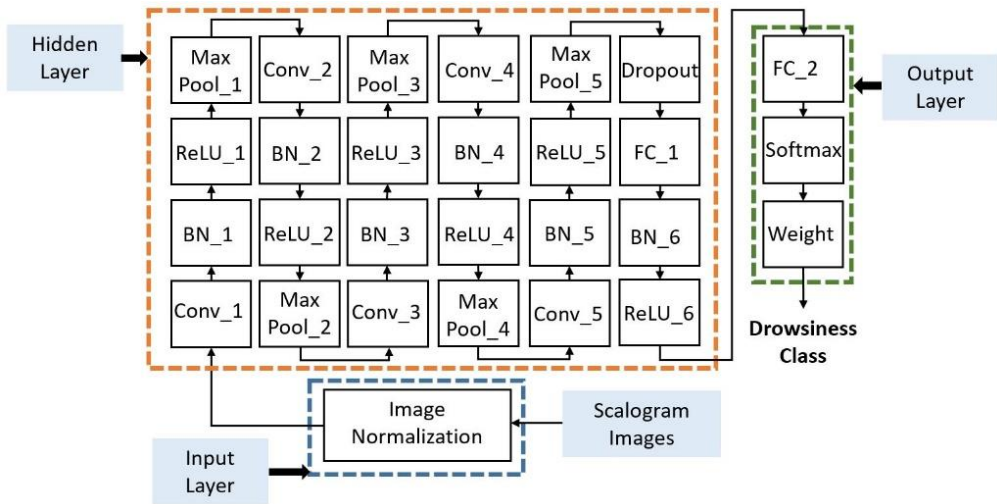 Hidden
Layer
Max
Pool_1
Conv_2
Max
Pool_3
Conv_4
Max
Pool_5
Dropout
ReLU_1
BN_2
ReLU_3
BN_4
ReLU_5
FC_1
BN_1
ReLU_2
BN_3
ReLU_4
BN_5
BN_6
Conv_1
Max
Pool_2
Conv_3
Max
Pool_4
Conv_5
ReLU_6
FC_2
Softmax
Weight
Output
Layer
Drowsiness
Class
Image
Normalization
Scalogram
Images
Input
Layer